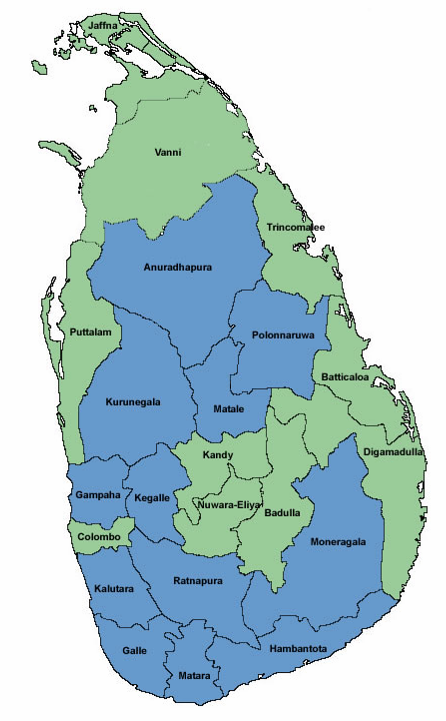 Jaffna
Vanni
Trincomalee
Anuradhapura
Puttalam
Polonnaruwa
Batticaloa
Kurunegala
Matale
Kandy
Digamadulla
Gampaha
Kegalle
Nuwara-Eliya
Badulla
Colombo
Moneragala
Ratnapura
Kalutara
Galle
Hambantota
Matara